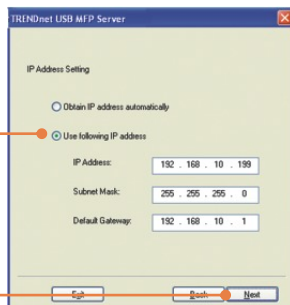 TRENDnet USB MFP Server
IP Address Setting
Obtain IP address automatically
Use following IP address
IP Address: 192 . 168 . 10 . 199
Subnet Mask: 255 . 255 . 255 . 0
Default Gateway: 192 . 168 . 10 . 1
Exit Back Next